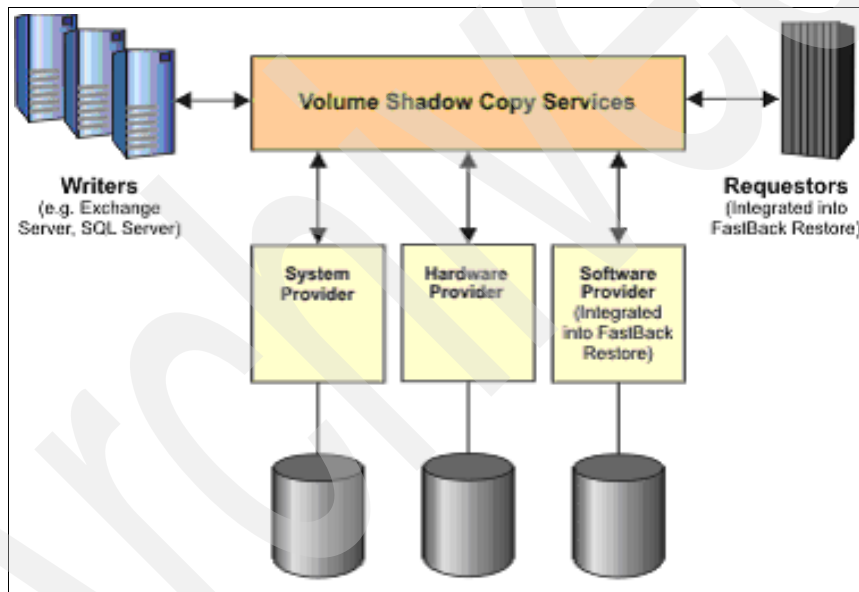 Volume Shadow Copy Services
Writers
(e.g. Exchange
Server, SQL Server)
Requestors
(Integrated into
FastBack Restore)
System
Provider
Hardware
Provider
Software
Provider
(Integrated
into FastBack
Restore)